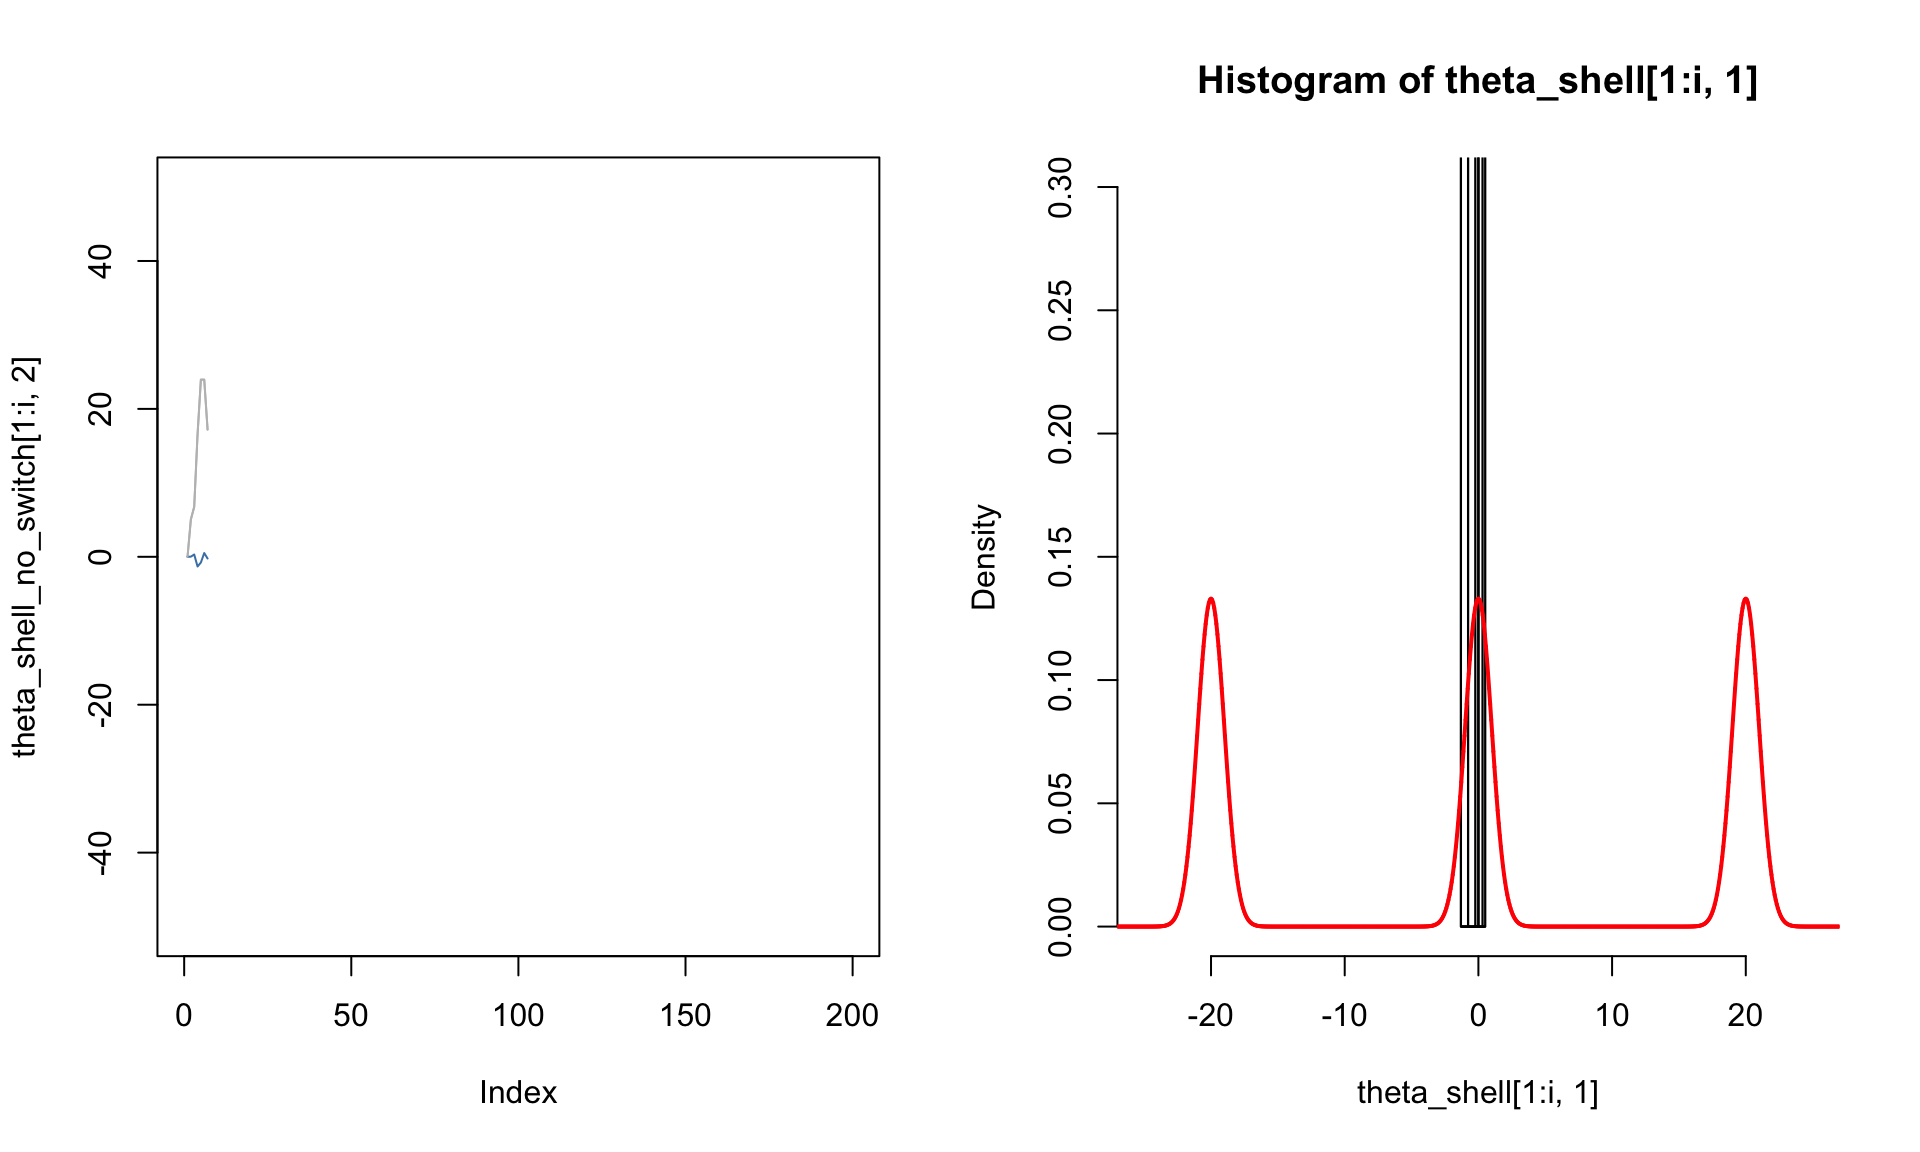 theta_shell_no_switch[1:i, 2]
40
20
0
-20
-40
0 50 100 150 200
Index
Histogram of theta_shell[1:i, 1]
Density
0.30
0.25
0.20
0.15
0.10
0.05
0.00
-20 -10 0 10 20
theta_shell[1:i, 1]